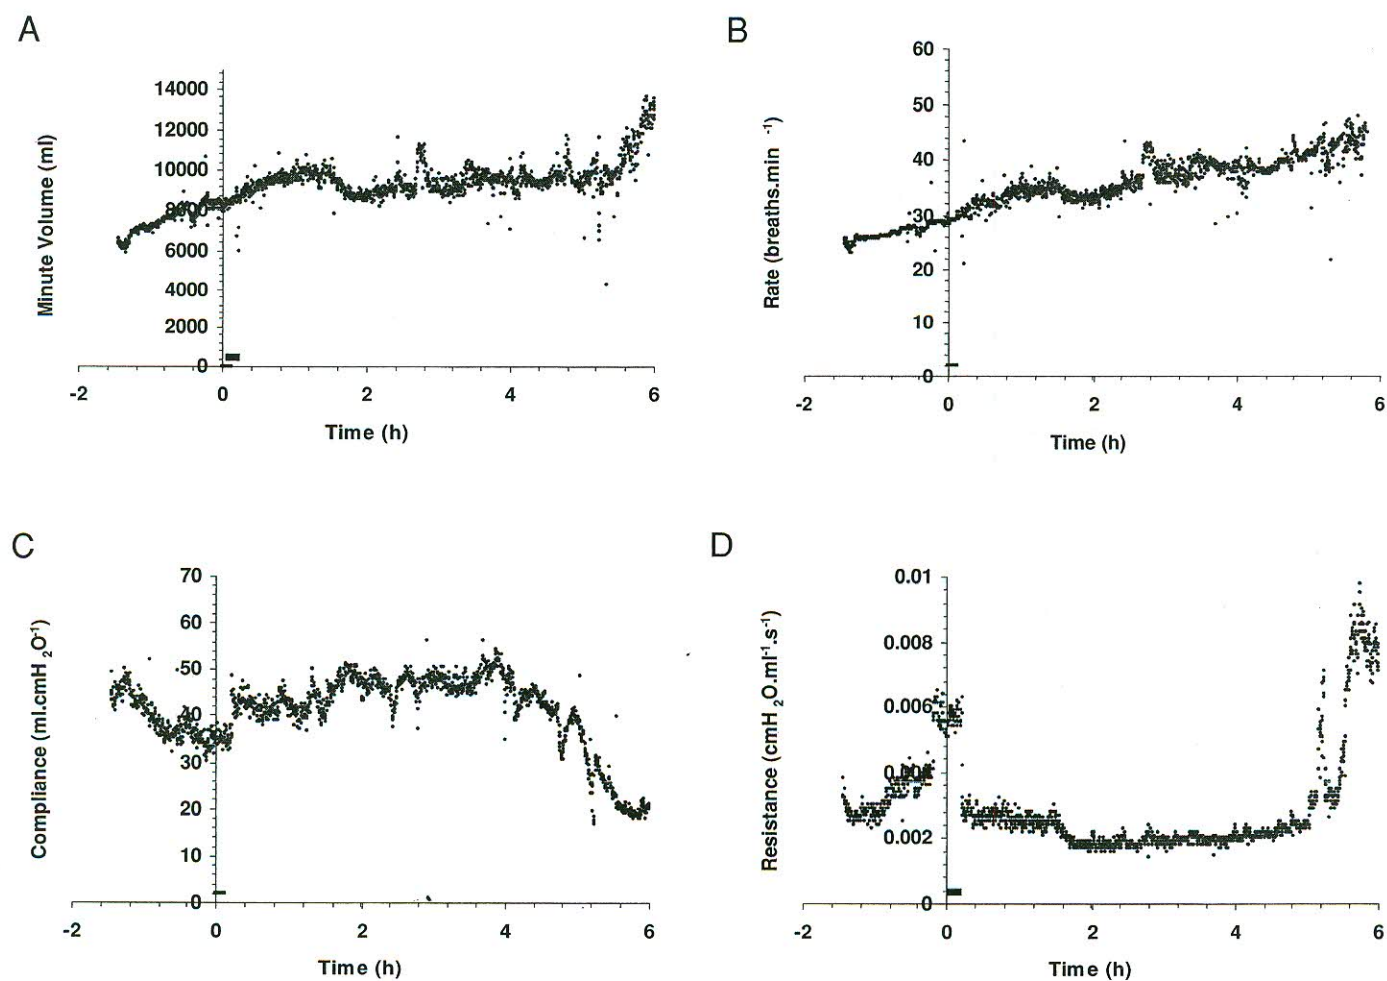 A
Minute Volume (ml)
14000
12000
10000
8000
6000
4000
2000
0
-2 0 2 4 6
Time (h)
B
Rate (breaths.min -1)
60
50
40
30
20
10
0
-2 0 2 4 6
Time (h)
C
Compliance (ml.cmH2O-1)
70
60
50
40
30
20
10
0
-2 0 2 4 6
Time (h)
D
Resistance (cmH2O.ml-1.s-1)
0.01
0.008
0.006
0.004
0.002
0
-2 0 2 4 6
Time (h)